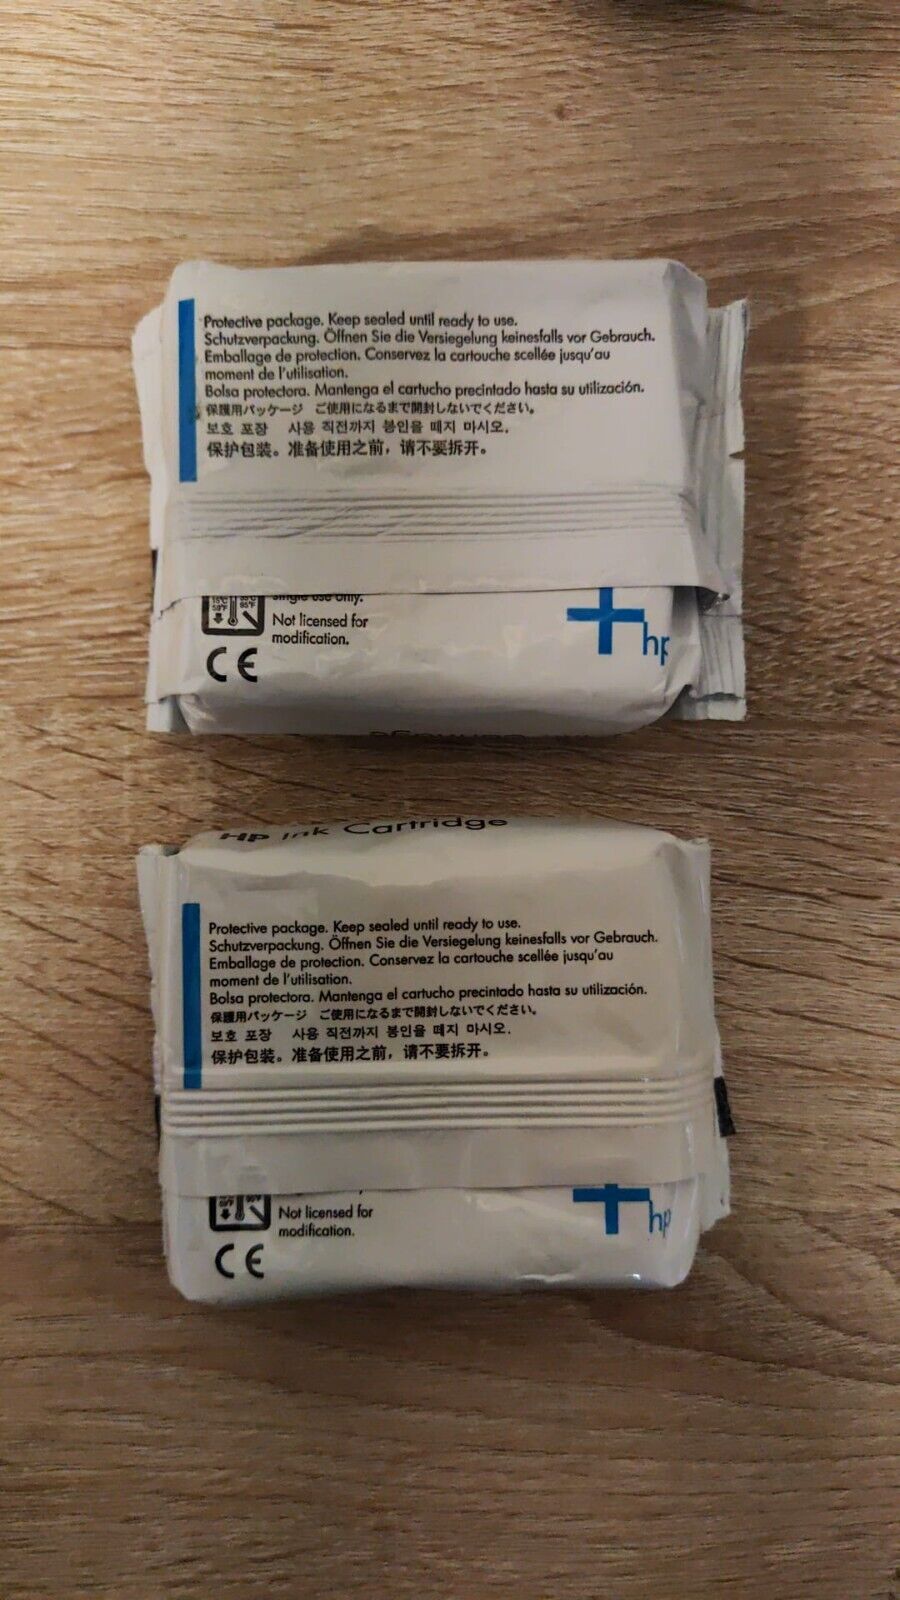 Protective package. Keep sealed until ready to use.
Schutzverpackung. Öffnen Sie die Versiegelung keinesfalls vor Gebrauch.
Emballage de protection. Conservez la cartouche scellée jusqu'au
moment de l'utilisation.
Bolsa protectora. Mantenga el cartucho precintado hasta su utilización.
保護用パッケージ ご使用になるまで開封しないでください。
보호 포장 사용 직전까지 봉인을 떼지 마시오.
保护包装。准备使用之前，请不要拆开。
single use only.
15°C 35°C
59°F 95°F
Not licensed for
modification.
CE
hp
Cartridge
HP Ink Cartridge
Protective package. Keep sealed until ready to use.
Schutzverpackung. Öffnen Sie die Versiegelung keinesfalls vor Gebrauch.
Emballage de protection. Conservez la cartouche scellée jusqu'au
moment de l'utilisation.
Bolsa protectora. Mantenga el cartucho precintado hasta su utilización.
保護用パッケージ ご使用になるまで開封しないでください。
보호 포장 사용 직전까지 봉인을 떼지 마시오.
保护包装。准备使用之前，请不要拆开。
Not licensed for
modification.
CE
hp